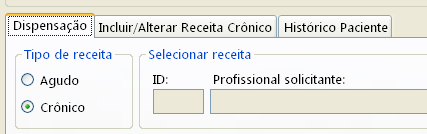 Dispensação Incluir/Alterar Receita Crônico Histórico Paciente
Tipo de receita Selecionar receita
Agudo ID: Profissional solicitante:
Crônico